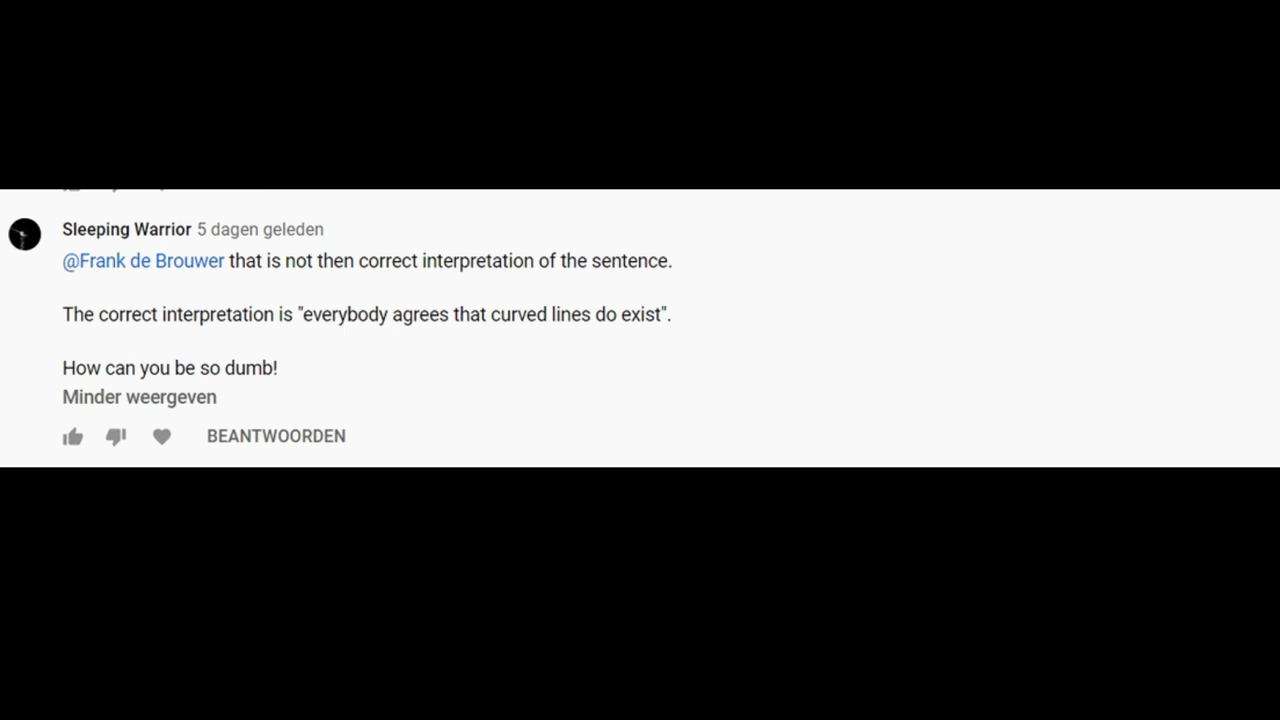 Sleeping Warrior 5 dagen geleden
@Frank de Brouwer that is not then correct interpretation of the sentence.
The correct interpretation is "everybody agrees that curved lines do exist".
How can you be so dumb!
Minder weergeven
BEANTWOORDEN